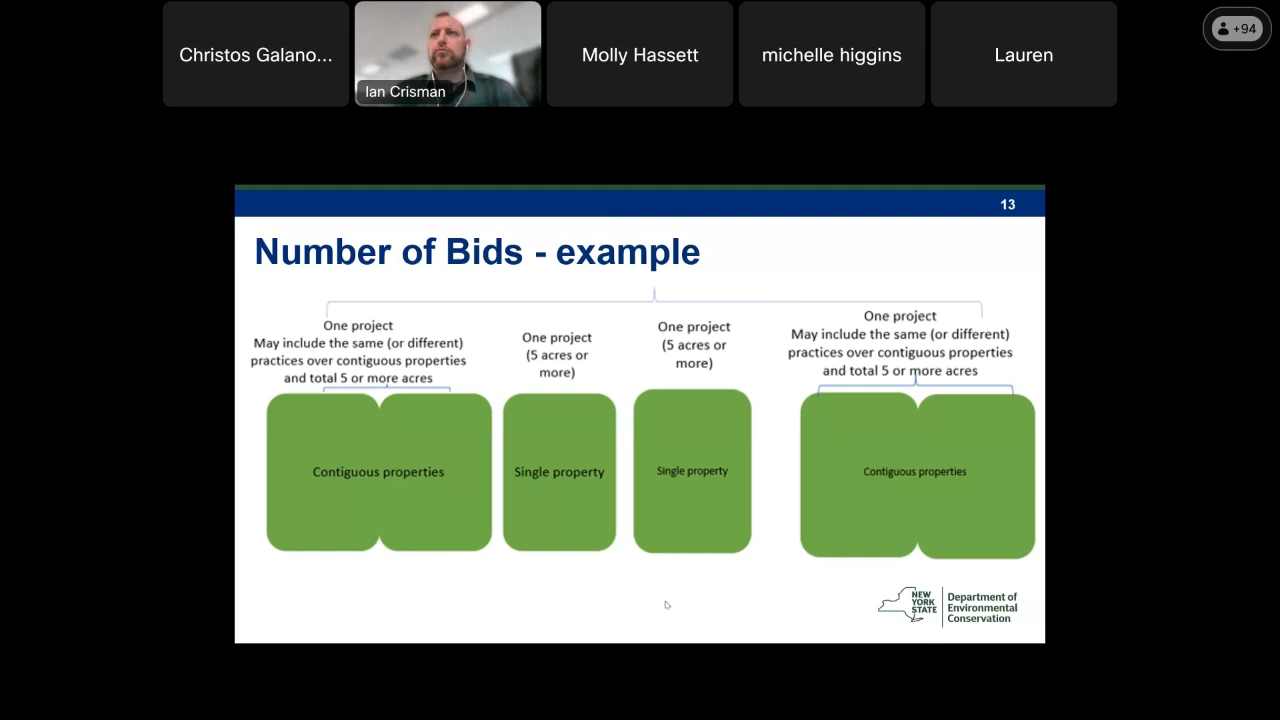 Christos Galano...
Ian Crisman
Molly Hassett
michelle higgins
Lauren
+94
13
Number of Bids - example
One project
May include the same (or different)
practices over contiguous properties
and total 5 or more acres
One project
(5 acres or
more)
One project
(5 acres or
more)
One project
May include the same (or different)
practices over contiguous properties
and total 5 or more acres
Contiguous properties
Single property
Single property
Contiguous properties
NEW
YORK
STATE
Department of
Environmental
Conservation